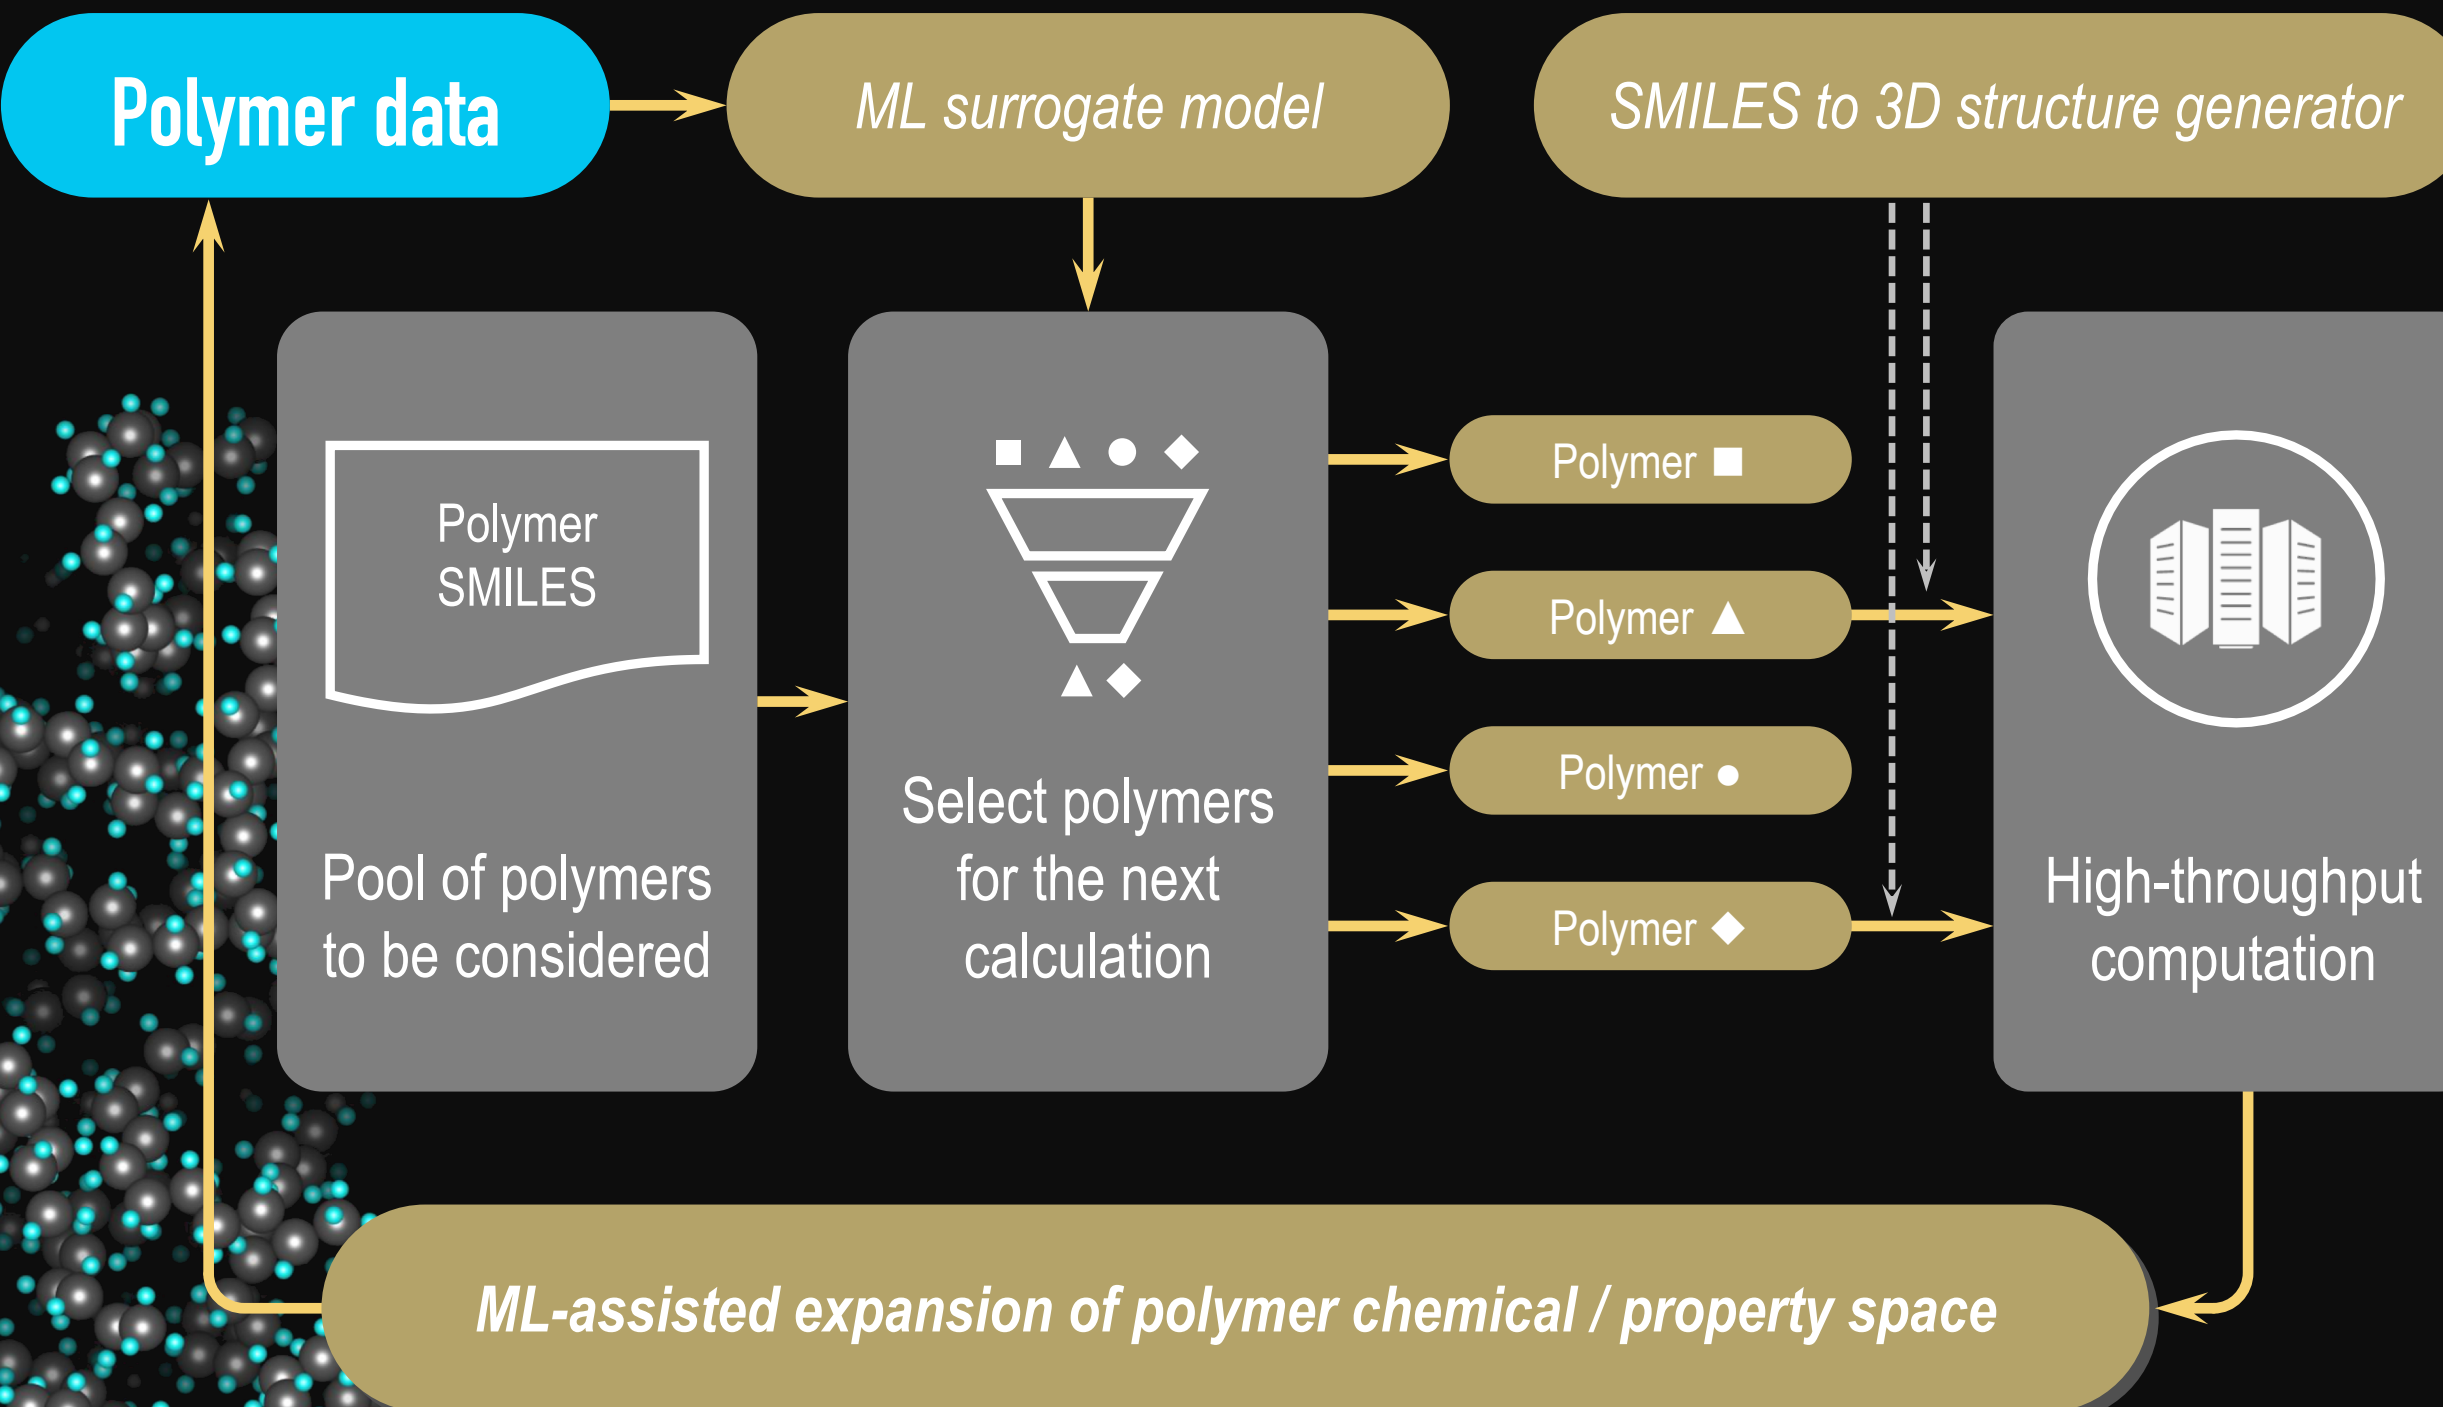 Polymer data
ML surrogate model
SMILES to 3D structure generator
Polymer
SMILES
Pool of polymers
to be considered
Select polymers
for the next
calculation
Polymer
Polymer
Polymer
Polymer
High-throughput
computation
ML-assisted expansion of polymer chemical / property space